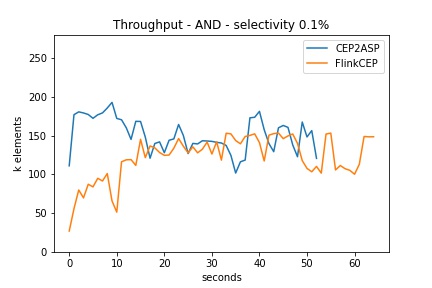 Throughput - AND - selectivity 0.1%
CEP2ASP
FlinkCEP
k elements
250
200
150
100
50
0
0 10 20 30 40 50 60
seconds